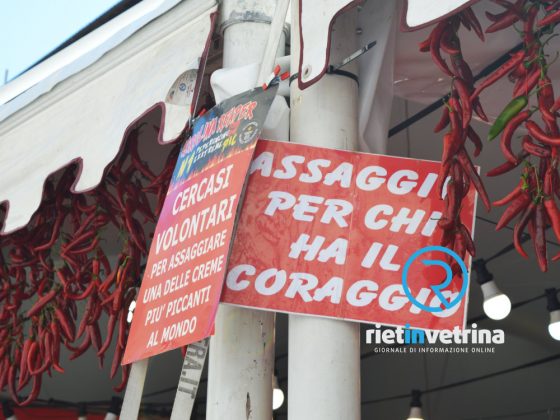 CERCASI
VOLONTARI
PER ASSAGGIARE
UNA DELLE CREME
PIU' PICCANTI
AL MONDO
ASSAGGI
PER CHI
HA IL
CORAGGIO
rietinvetrina
GIORNALE DI INFORMAZIONE ONLINE